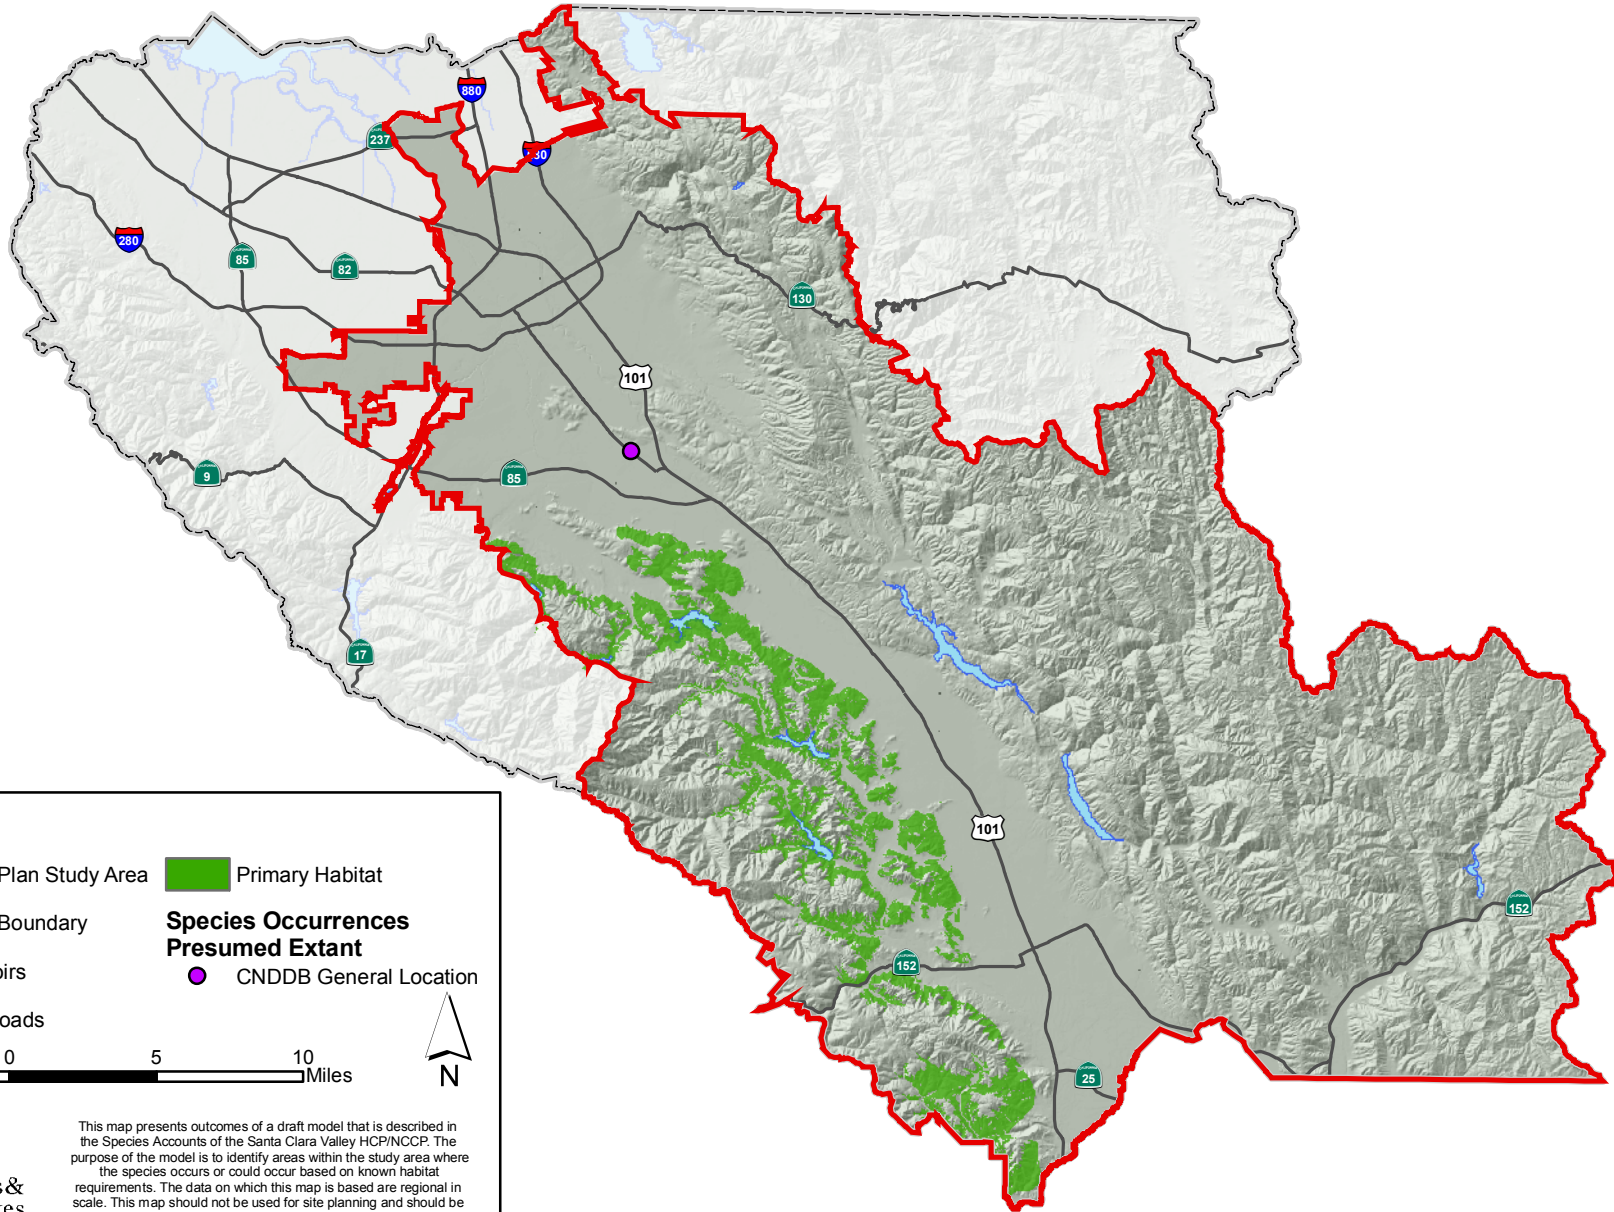 880
237
CALIFORNIA
280
85
82
130
101
9
85
17
101
152
152
25
Plan Study Area
Primary Habitat
Boundary
Species Occurrences
Presumed Extant
CNDDB General Location
0 5 10
Miles
N
This map presents outcomes of a draft model that is described in
the Species Accounts of the Santa Clara Valley HCP/NCCP. The
purpose of the model is to identify areas within the study area where
the species occurs or could occur based on known habitat
requirements. The data on which this map is based are regional in
scale. This map should not be used for site planning and should be